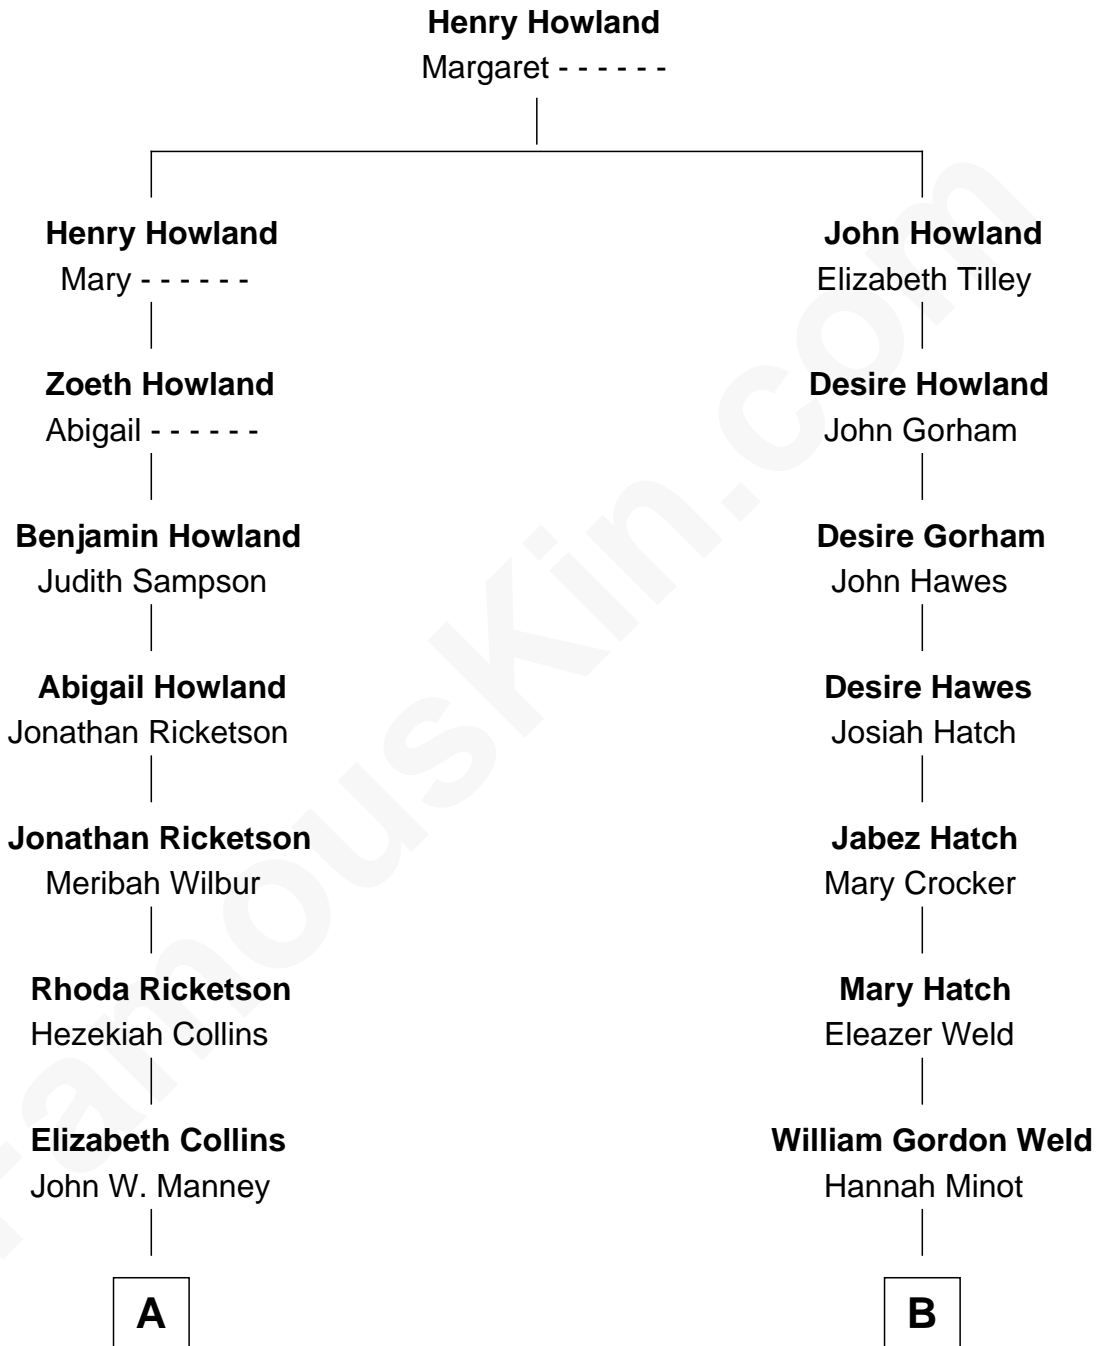 Henry Howland
Margaret - - - - - -
Henry Howland
Mary - - - - - -
Zoeth Howland
Abigail - - - - - -
Benjamin Howland
Judith Sampson
Abigail Howland
Jonathan Ricketson
Jonathan Ricketson
Meribah Wilbur
Rhoda Ricketson
Hezekiah Collins
Elizabeth Collins
John W. Manney
A
John Howland
Elizabeth Tilley
Desire Howland
John Gorham
Desire Gorham
John Hawes
Desire Hawes
Josiah Hatch
Jabez Hatch
Mary Crocker
Mary Hatch
Eleazer Weld
William Gordon Weld
Hannah Minot
B
FamousKin.com